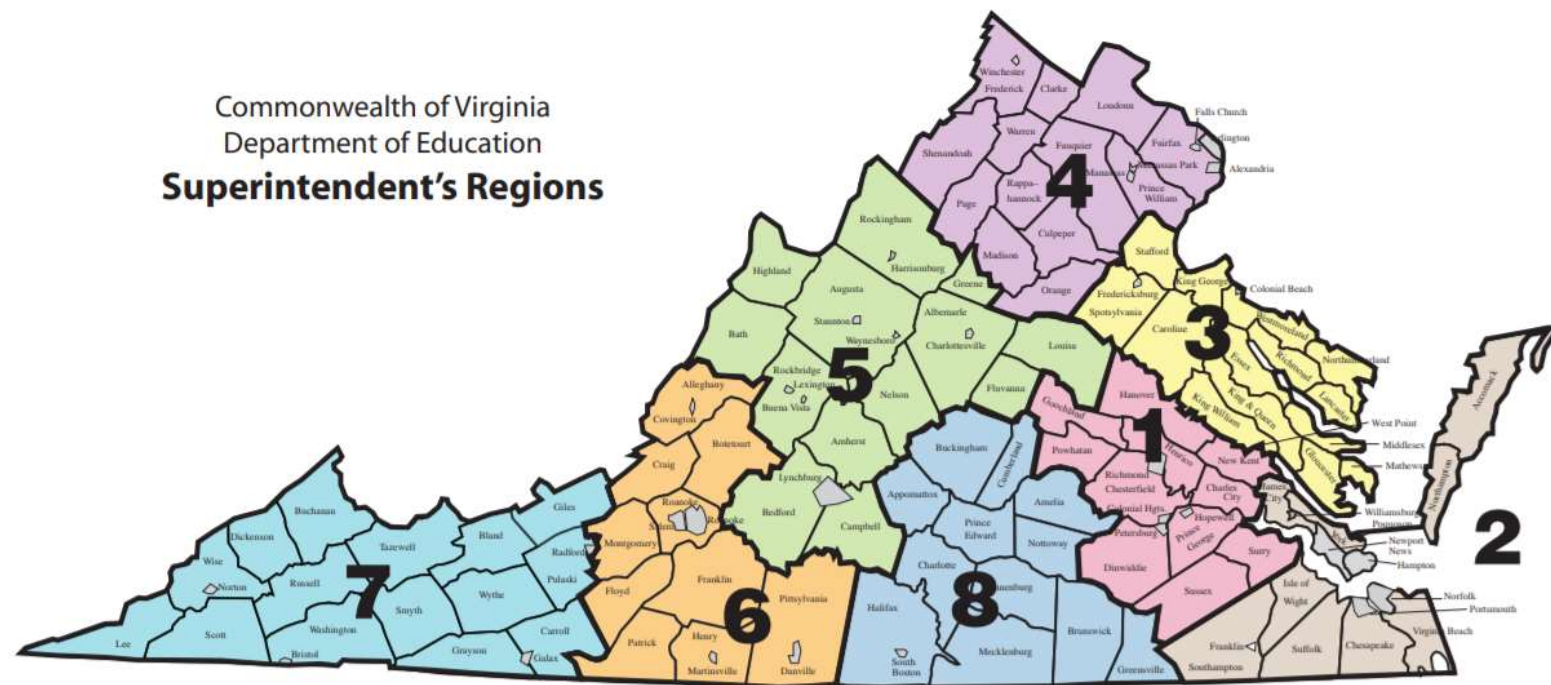 Commonwealth of Virginia
Department of Education
Superintendent's Regions
Winchester
Frederick
Clarke
Loudoun
Falls Church
Warren
Fairfax
Shenandoah
Fauquier
Manassas Park
Alexandria
4
Manassas
Rappa-
hannock
Prince
William
Page
Culpeper
Madison
Orange
Rockingham
Harrisonburg
Highland
Greene
Augusta
Albemarle
Staunton
Waynesboro
Charlottesville
Bath
Louisa
5
Rockbridge
Lexington
Nelson
Fluvanna
Buena Vista
Amherst
Lynchburg
Bedford
Campbell
Stafford
King George
Colonial Beach
Fredericksburg
Spotsylvania
Caroline
3
Westmoreland
Northumberland
Essex
Richmond
Lancaster
King William
King & Queen
West Point
Middlesex
Mathews
Gloucester
Accomack
Northampton
Hanover
Goochland
1
Henrico
Powhatan
New Kent
Richmond
Chesterfield
Charles
City
Colonial Hgts.
Hopewell
Petersburg
Prince
George
Dinwiddie
Surry
Sussex
James
City
Williamsburg
Poquoson
York
Newport
News
Hampton
2
Norfolk
Portsmouth
Isle of
Wight
Virginia Beach
Franklin
Suffolk
Chesapeake
Southampton
Alleghany
Covington
Botetourt
Craig
Roanoke
Salem
Roanoke
Montgomery
Floyd
Franklin
Pittsylvania
6
Patrick
Henry
Martinsville
Danville
Buckingham
Cumberland
Appomattox
Amelia
Prince
Edward
Nottoway
Charlotte
8
Halifax
Brunswick
South
Boston
Mecklenburg
Greensville
Buchanan
Giles
Dickenson
Bland
Tazewell
Wise
Radford
Norton
Russell
7
Pulaski
Smyth
Wythe
Lee
Scott
Washington
Carroll
Bristol
Grayson
Galax